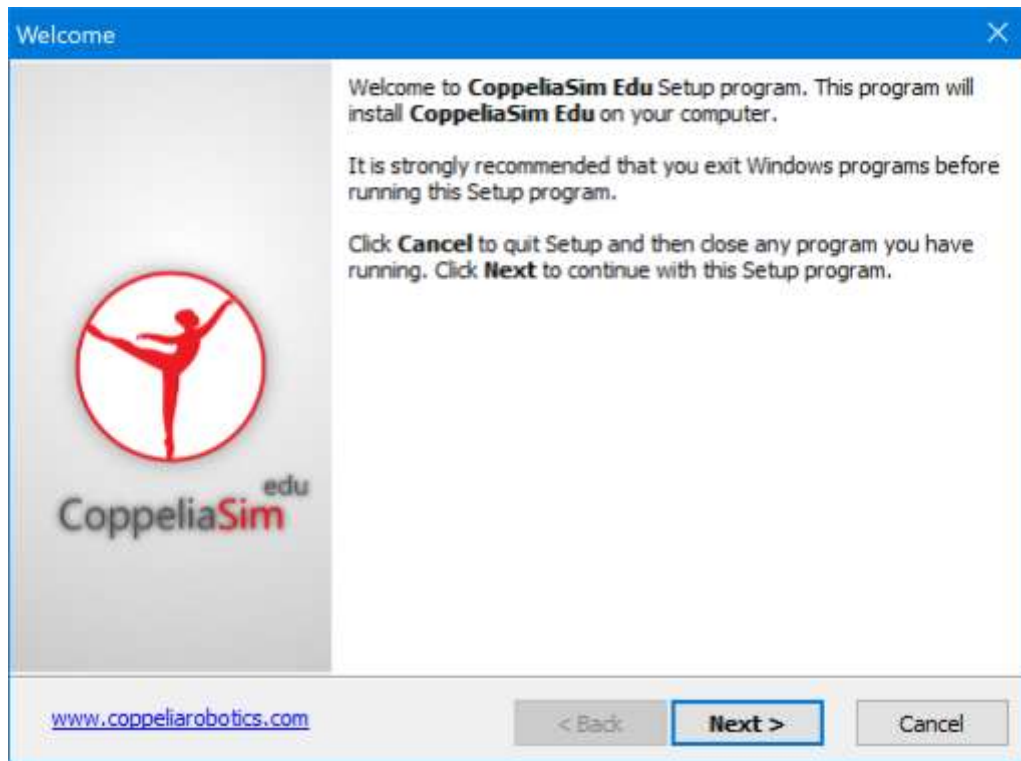 Welcome
Welcome to CoppeliaSim Edu Setup program. This program will
install CoppeliaSim Edu on your computer.
It is strongly recommended that you exit Windows programs before
running this Setup program.
Click Cancel to quit Setup and then close any program you have
running. Click Next to continue with this Setup program.
edu
CoppeliaSim
www.coppeliarobotics.com
< Back
Next >
Cancel